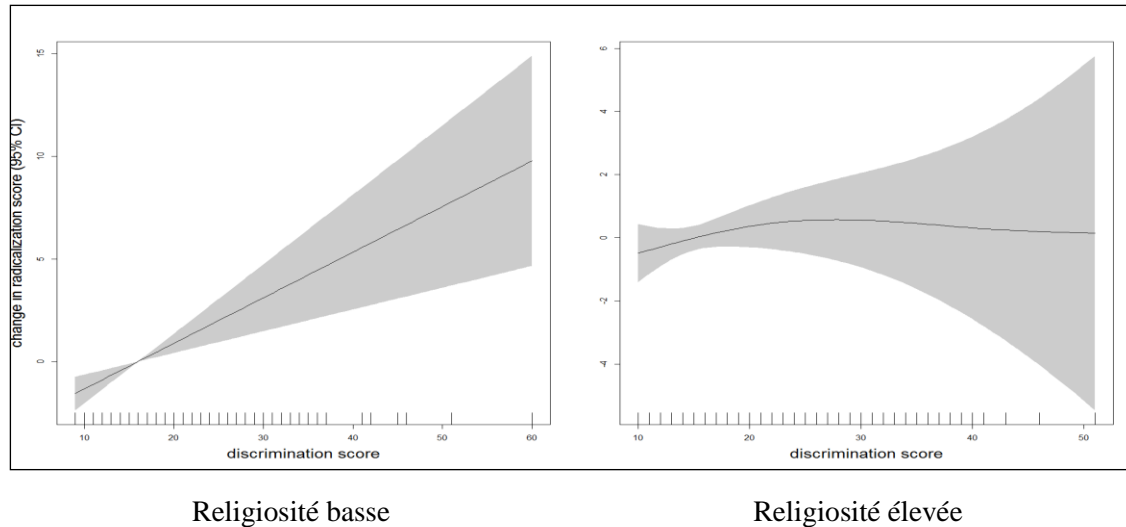 change in radicalization score (95% CI)
15
10
5
0
10 20 30 40 50 60
discrimination score
6
4
2
0
-2
-4
10 20 30 40 50
discrimination score
Religiosité basse
Religiosité élevée